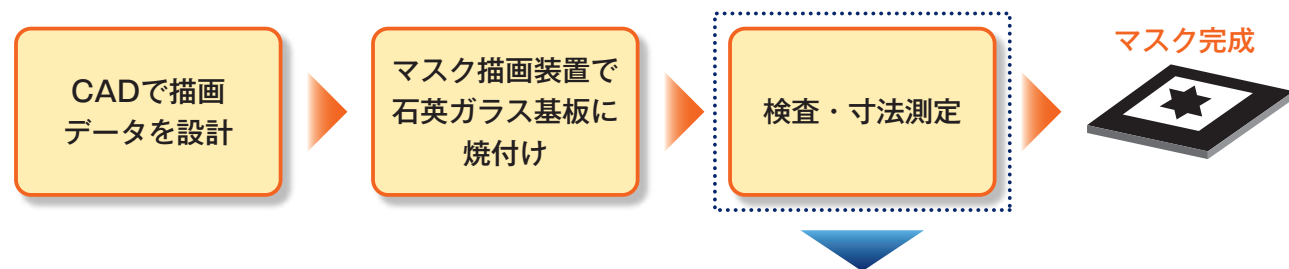 CADで描画
データを設計
マスク描画装置で
石英ガラス基板に
焼付け
検査・寸法測定
マスク完成